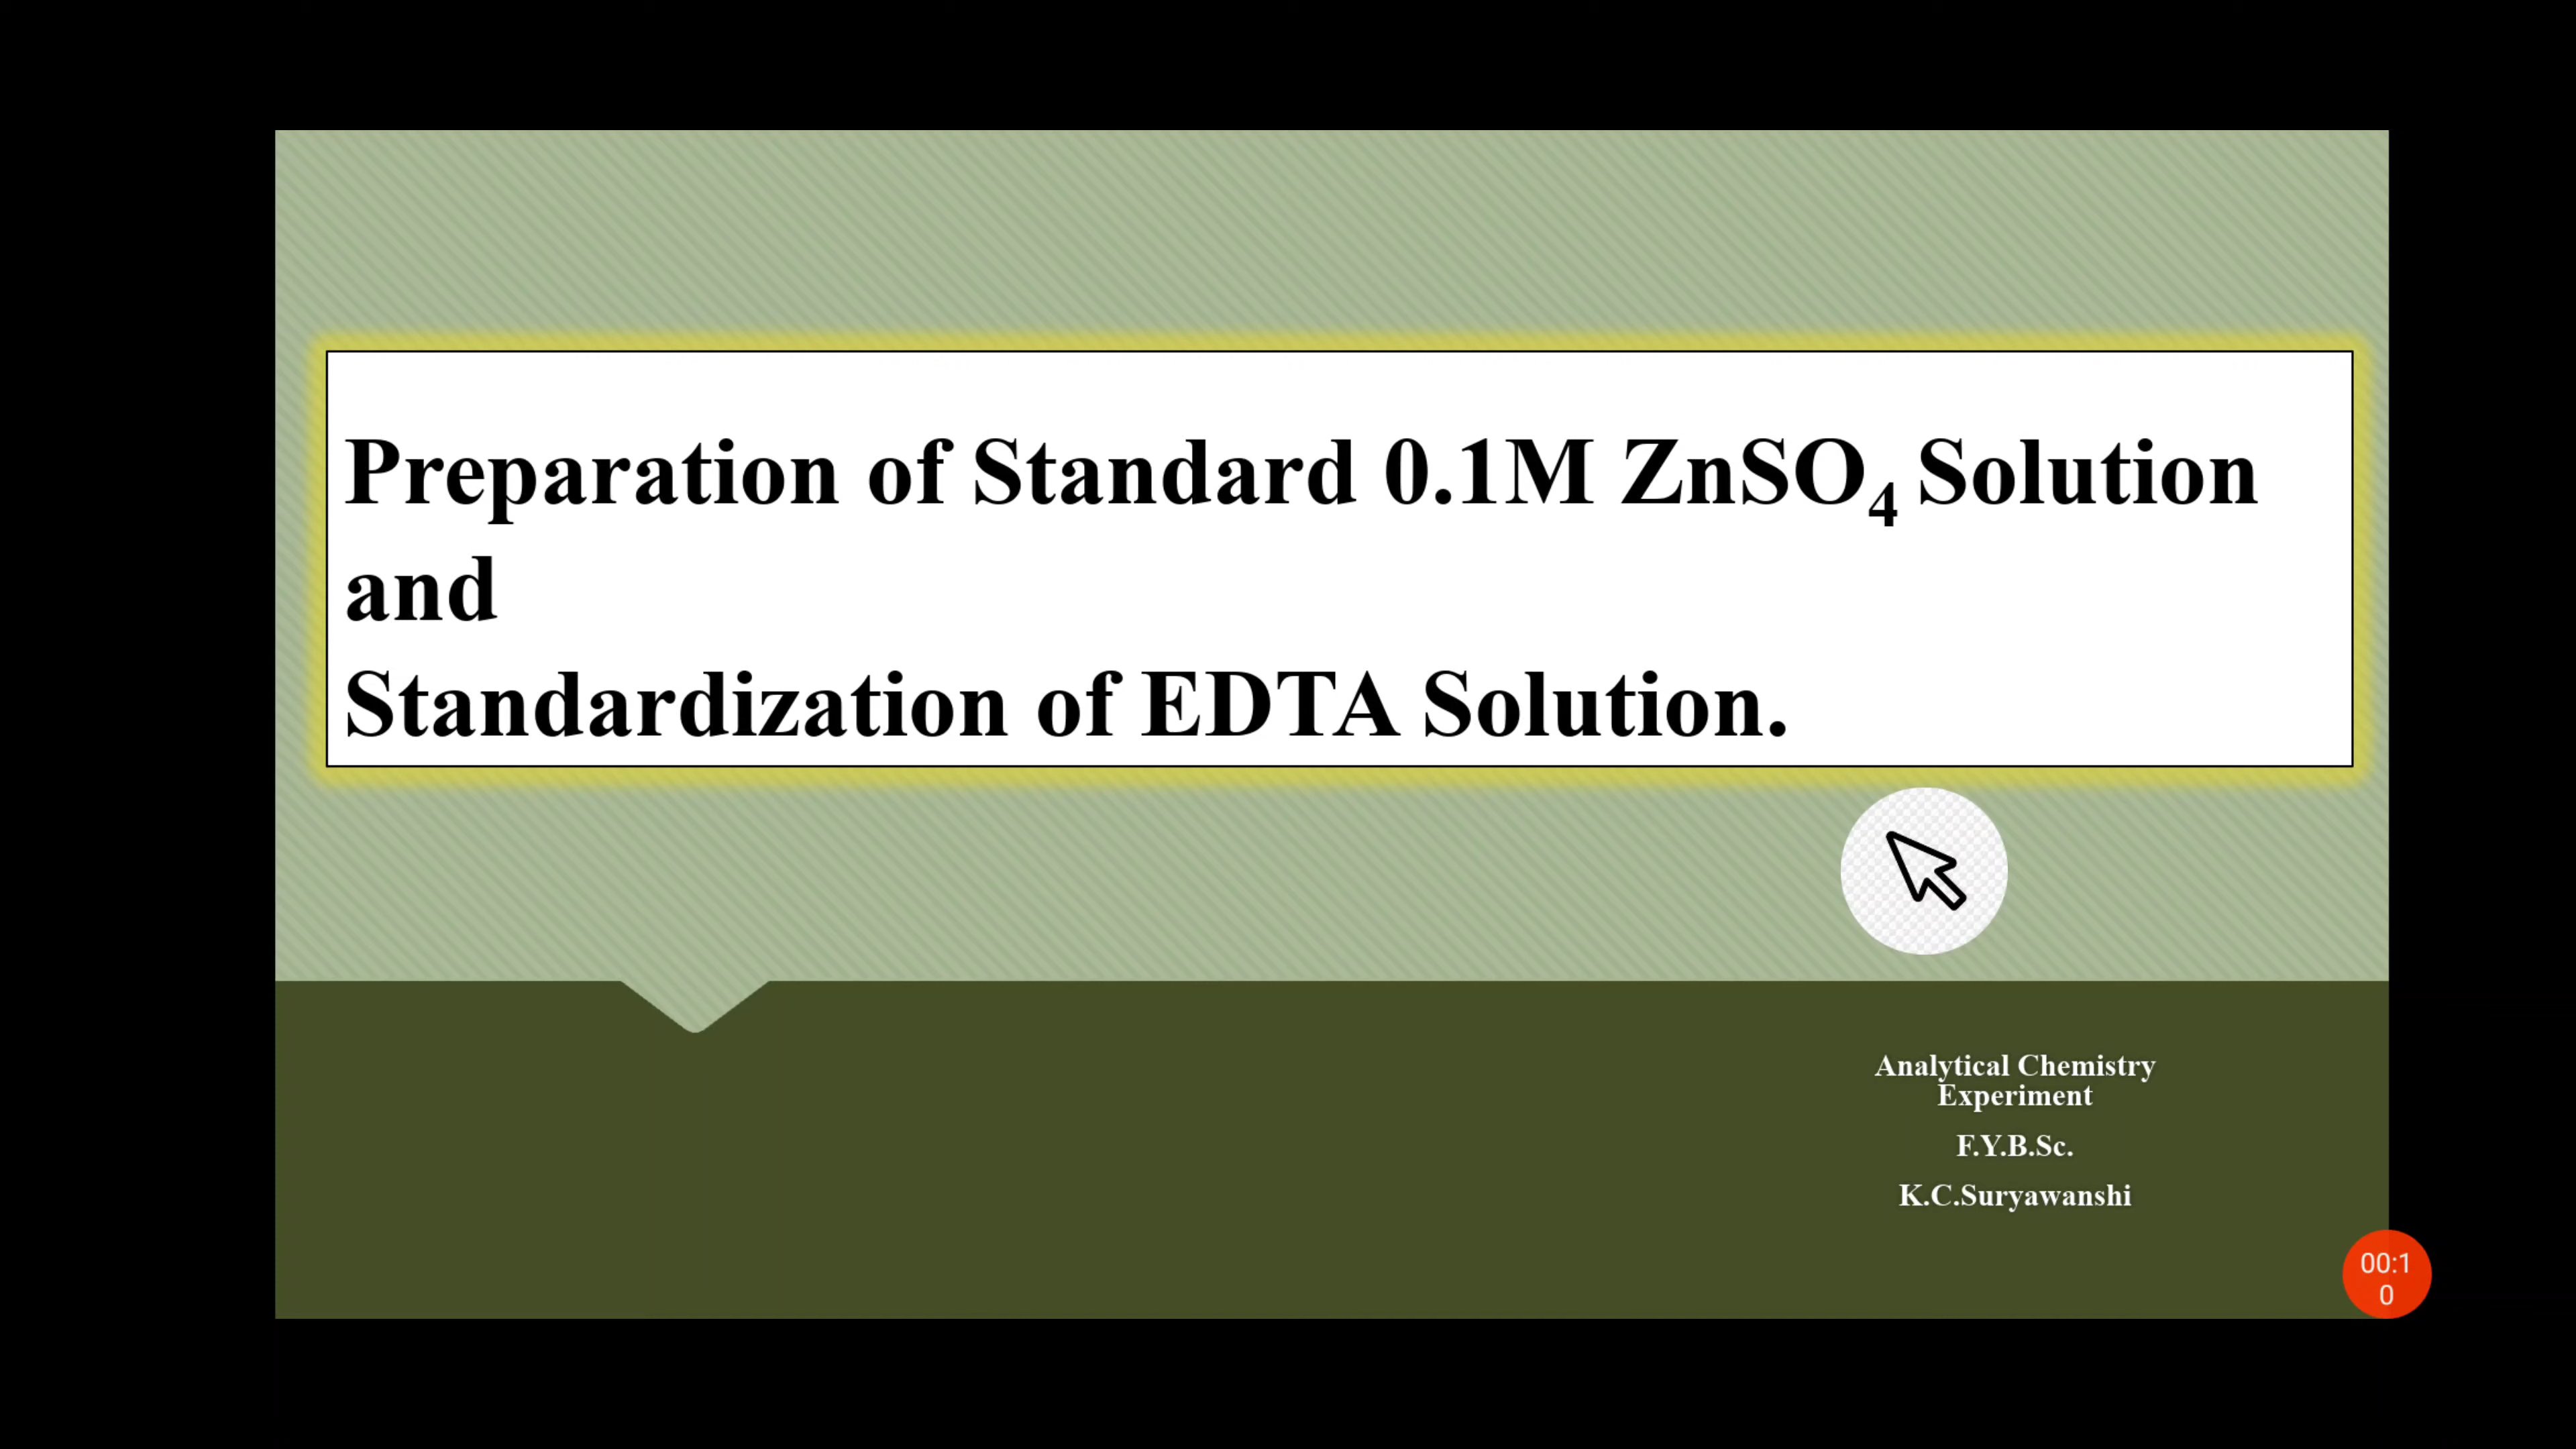 Preparation of Standard 0.1M ZnSO₄ Solution
and
Standardization of EDTA Solution.
Analytical Chemistry
Experiment
F.Y.B.Sc.
K.C.Suryawanshi
00:1
0